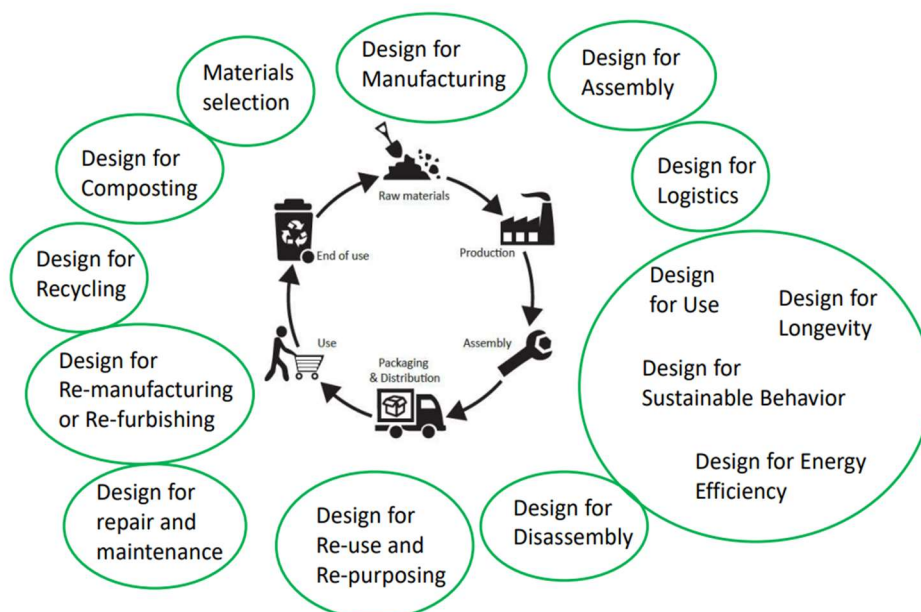 Design for
Manufacturing
Design for
Assembly
Materials
selection
Design for
Composting
Design for
Logistics
Design for
Recycling
Design for
Re-manufacturing
or Re-furbishing
Design for
repair and
maintenance
Design for
Re-use and
Re-purposing
Design for
Disassembly
Design
for Use
Design for
Longevity
Design for
Sustainable Behavior
Design for Energy
Efficiency
Raw materials
Production
Assembly
Packaging
& Distribution
Use
End of use